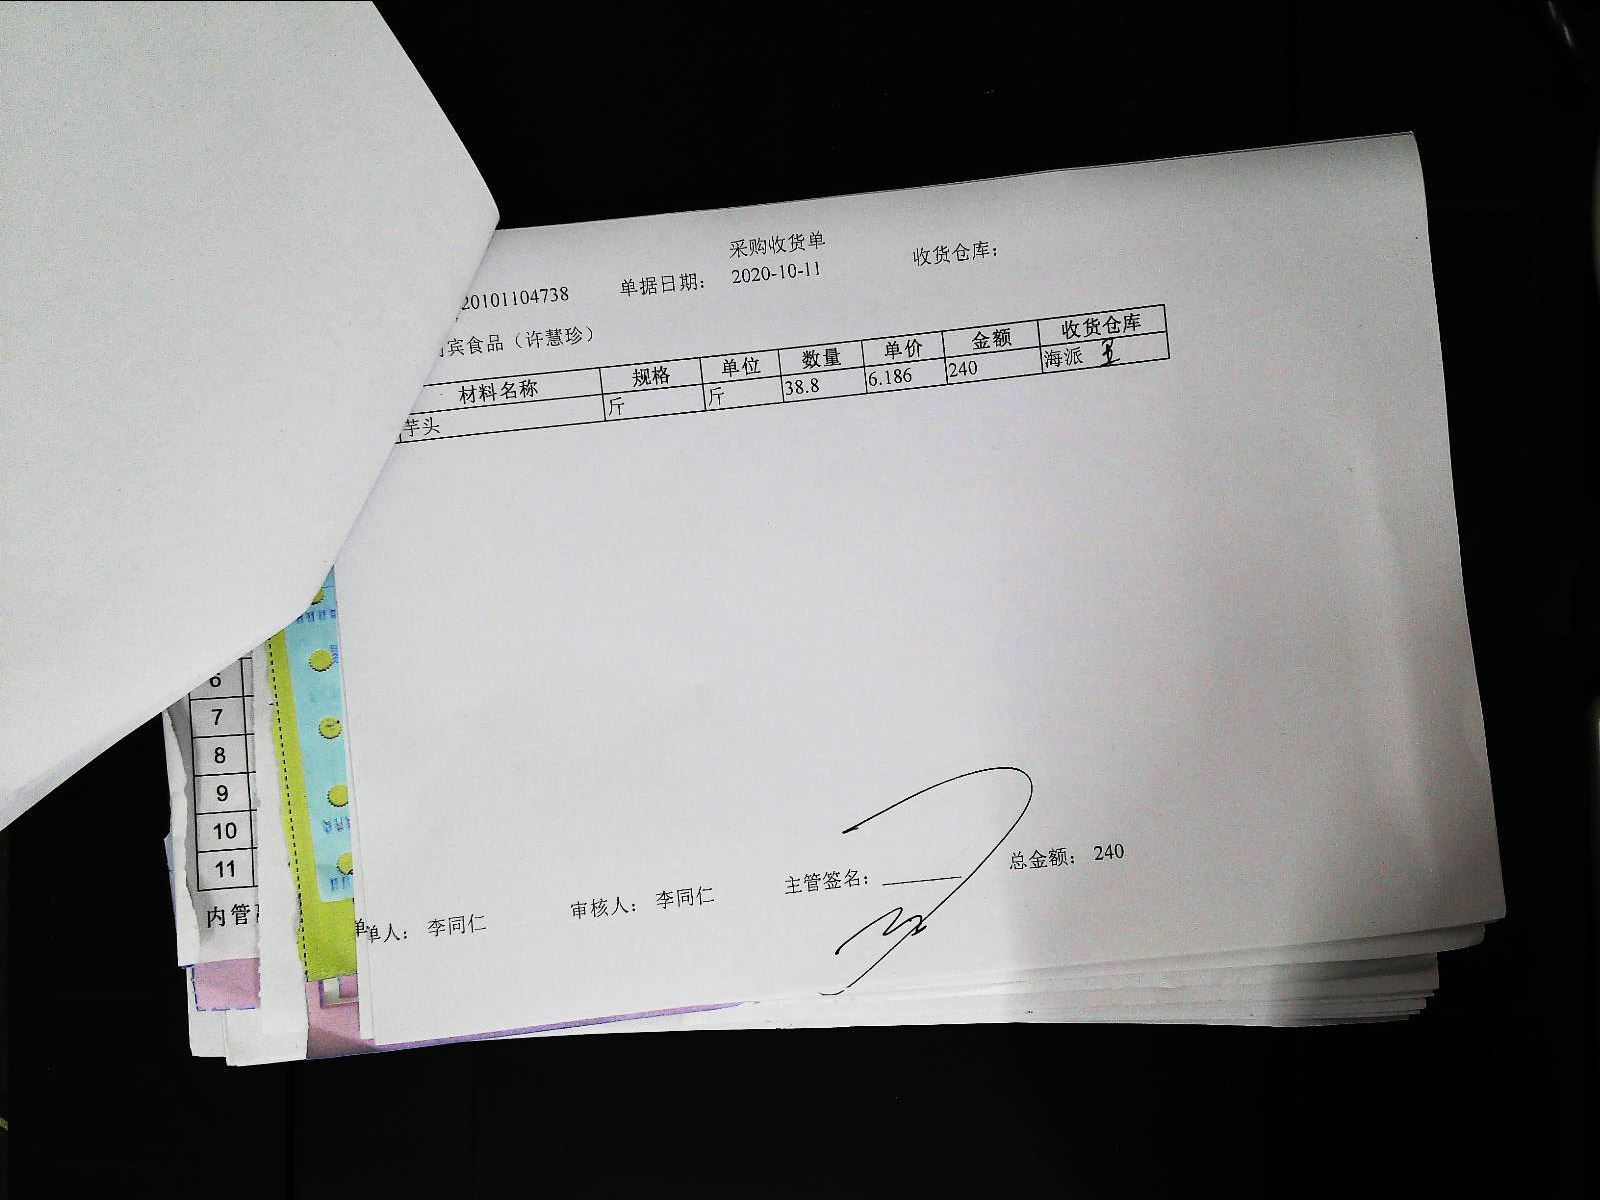 采购收货单
20101104738 单据日期： 2020-10-11 收货仓库：
宾食品（许慧珍）
材料名称 规格 单位 数量 单价 金额 收货仓库
芋头 斤 斤 38.8 6.186 240 海派
单人： 李同仁 审核人： 李同仁 主管签名： 总金额： 240
6
7
8
9
10
11
内管